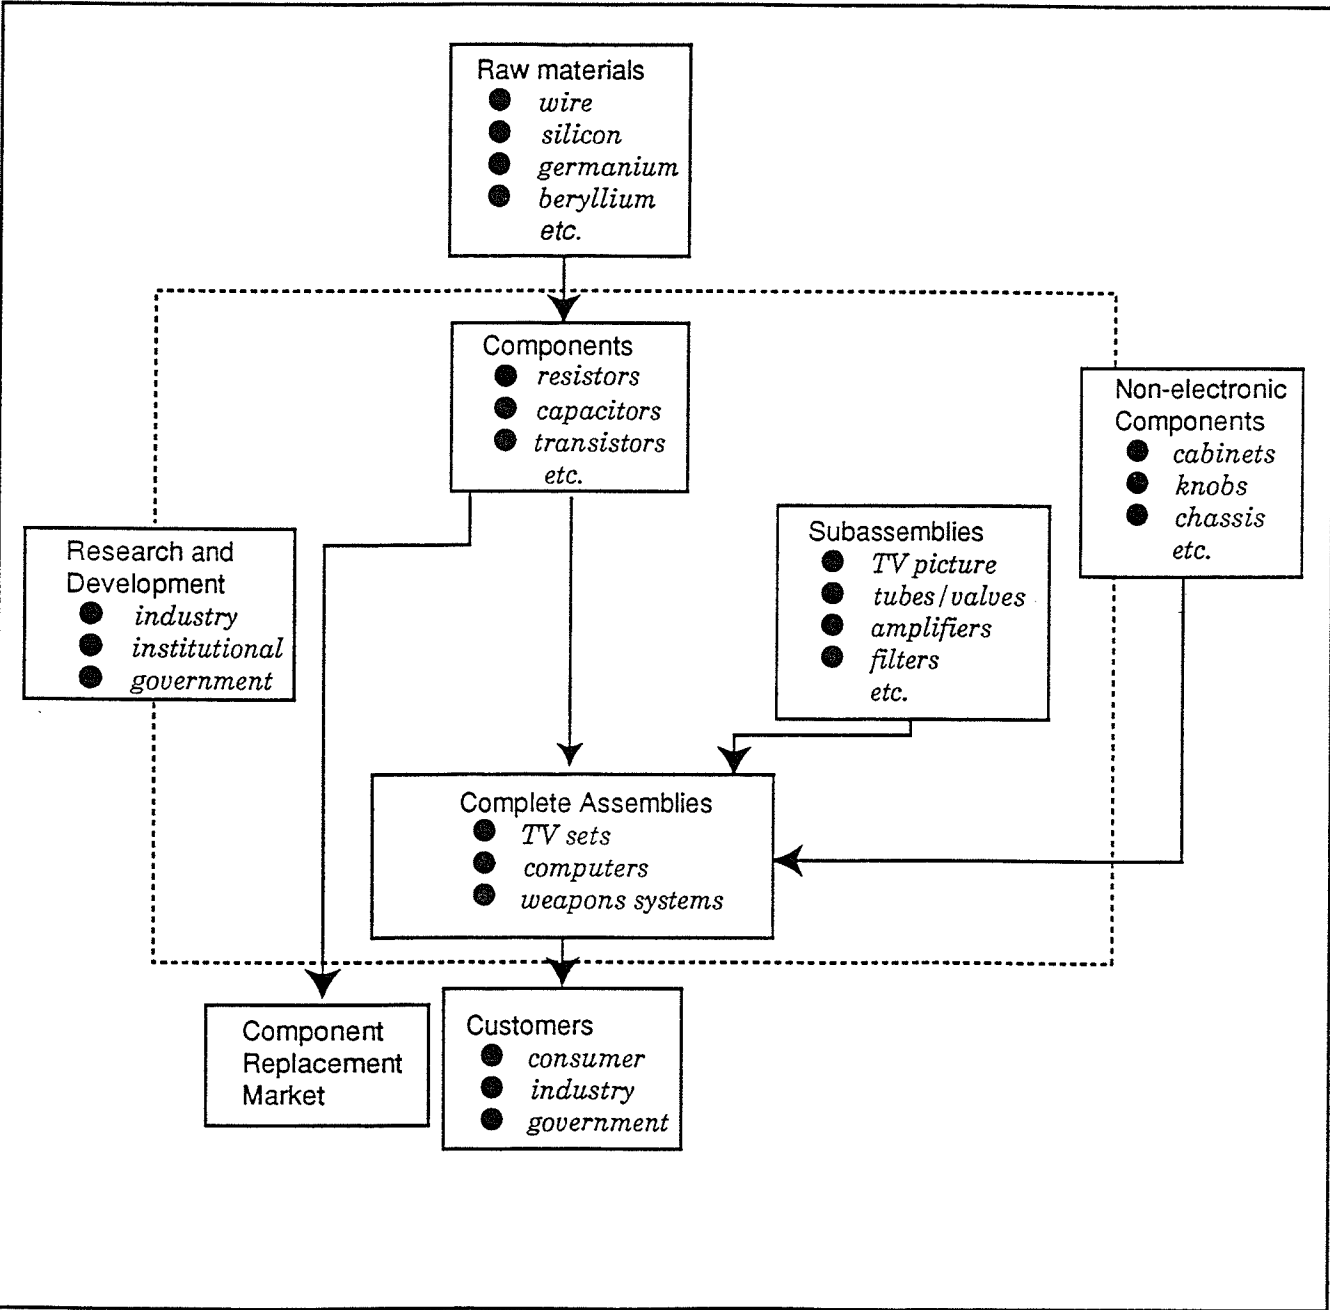 Raw materials
wire
silicon
germanium
beryllium
etc.
Components
resistors
capacitors
transistors
etc.
Non-electronic
Components
cabinets
knobs
chassis
etc.
Subassemblies
TV picture
tubes/valves
amplifiers
filters
etc.
Research and
Development
industry
institutional
government
Complete Assemblies
TV sets
computers
weapons systems
Component
Replacement
Market
Customers
consumer
industry
government